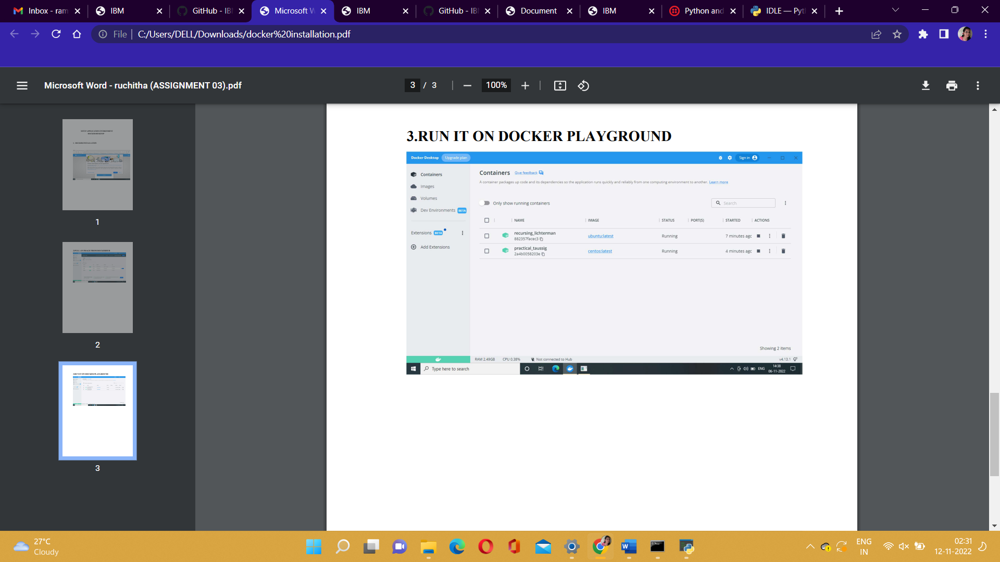 Inbox - ram
IBM
GitHub - IB
Microsoft W
IBM
GitHub - IB
Document
IBM
Python and
IDLE — Pyt
File
C:/Users/DELL/Downloads/docker%20installation.pdf
Microsoft Word - ruchitha (ASSIGNMENT 03).pdf
3 / 3
100%
1
2
3
3.RUN IT ON DOCKER PLAYGROUND
Docker Desktop Upgrade plan Sign in
Containers
Images
Volumes
Dev Environments BETA
Extensions BETA
Add Extensions
Containers Give feedback
A container packages up code and its dependencies so the application runs quickly and reliably from one computing environment to another. Learn more
Only show running containers
Search
NAME IMAGE STATUS PORT(S) STARTED ACTIONS
recursing_lichterman ubuntu:latest Running 7 minutes ago
882357facec3
practical_taussig centos:latest Running 4 minutes ago
2a4b0058203e
Showing 2 items
RAM 2.49GB CPU 0.38% Not connected to Hub v4.13.1
Type here to search
ENG
14:38
06-11-2022
27°C
Cloudy
ENG
IN
02:31
12-11-2022